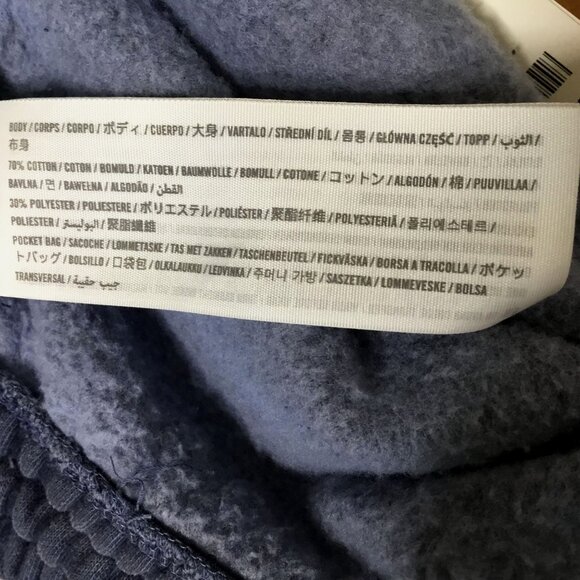 BODY / CORPS / CORPO / ボディ / CUERPO / 大身 / VARTALO / STŘEDNÍ DÍL / 몸통 / GŁÓWNA CZĘŚĆ / TOPP / الثوب /
布身
70% COTTON / COTON / BOMULD / KATOEN / BAUMWOLLE / BOMULL / COTONE / コットン / ALGODÓN / 棉 / PUUVILLAA /
BAVLNA / 면 / BAWEŁNA / ALGODÃO / القطن
30% POLYESTER / POLIESTERE / ポリエステル / POLIÉSTER / 聚酯纤维 / POLYESTERIÄ / 폴리에스테르 /
POLIESTER / البوليستر / 聚脂纖維
POCKET BAG / SACOCHE / LOMMETASKE / TAS MET ZAKKEN / TASCHENBEUTEL / FICKVÄSKA / BORSA A TRACOLLA / ポケッ
トバッグ / BOLSILLO / 口袋包 / OLKALAUKKO / LEDVINKA / 주머니 가방 / SASZETKA / LOMMEVESKE / BOLSA
TRANSVERSAL / جيب حقيبة